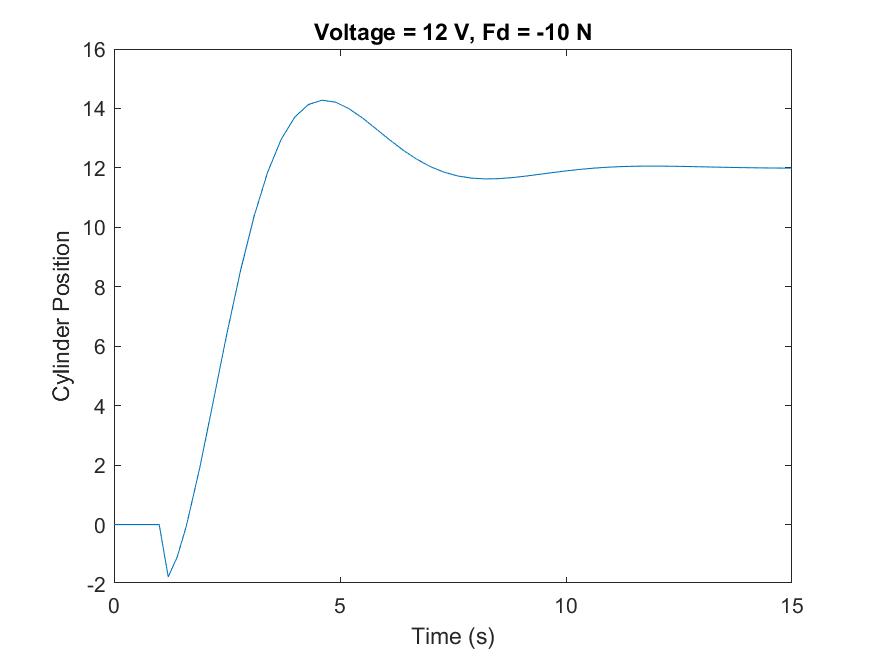 Voltage = 12 V, Fd = -10 N
16
14
12
10
8
6
4
2
0
-2
Cylinder Position
0 5 10 15
Time (s)